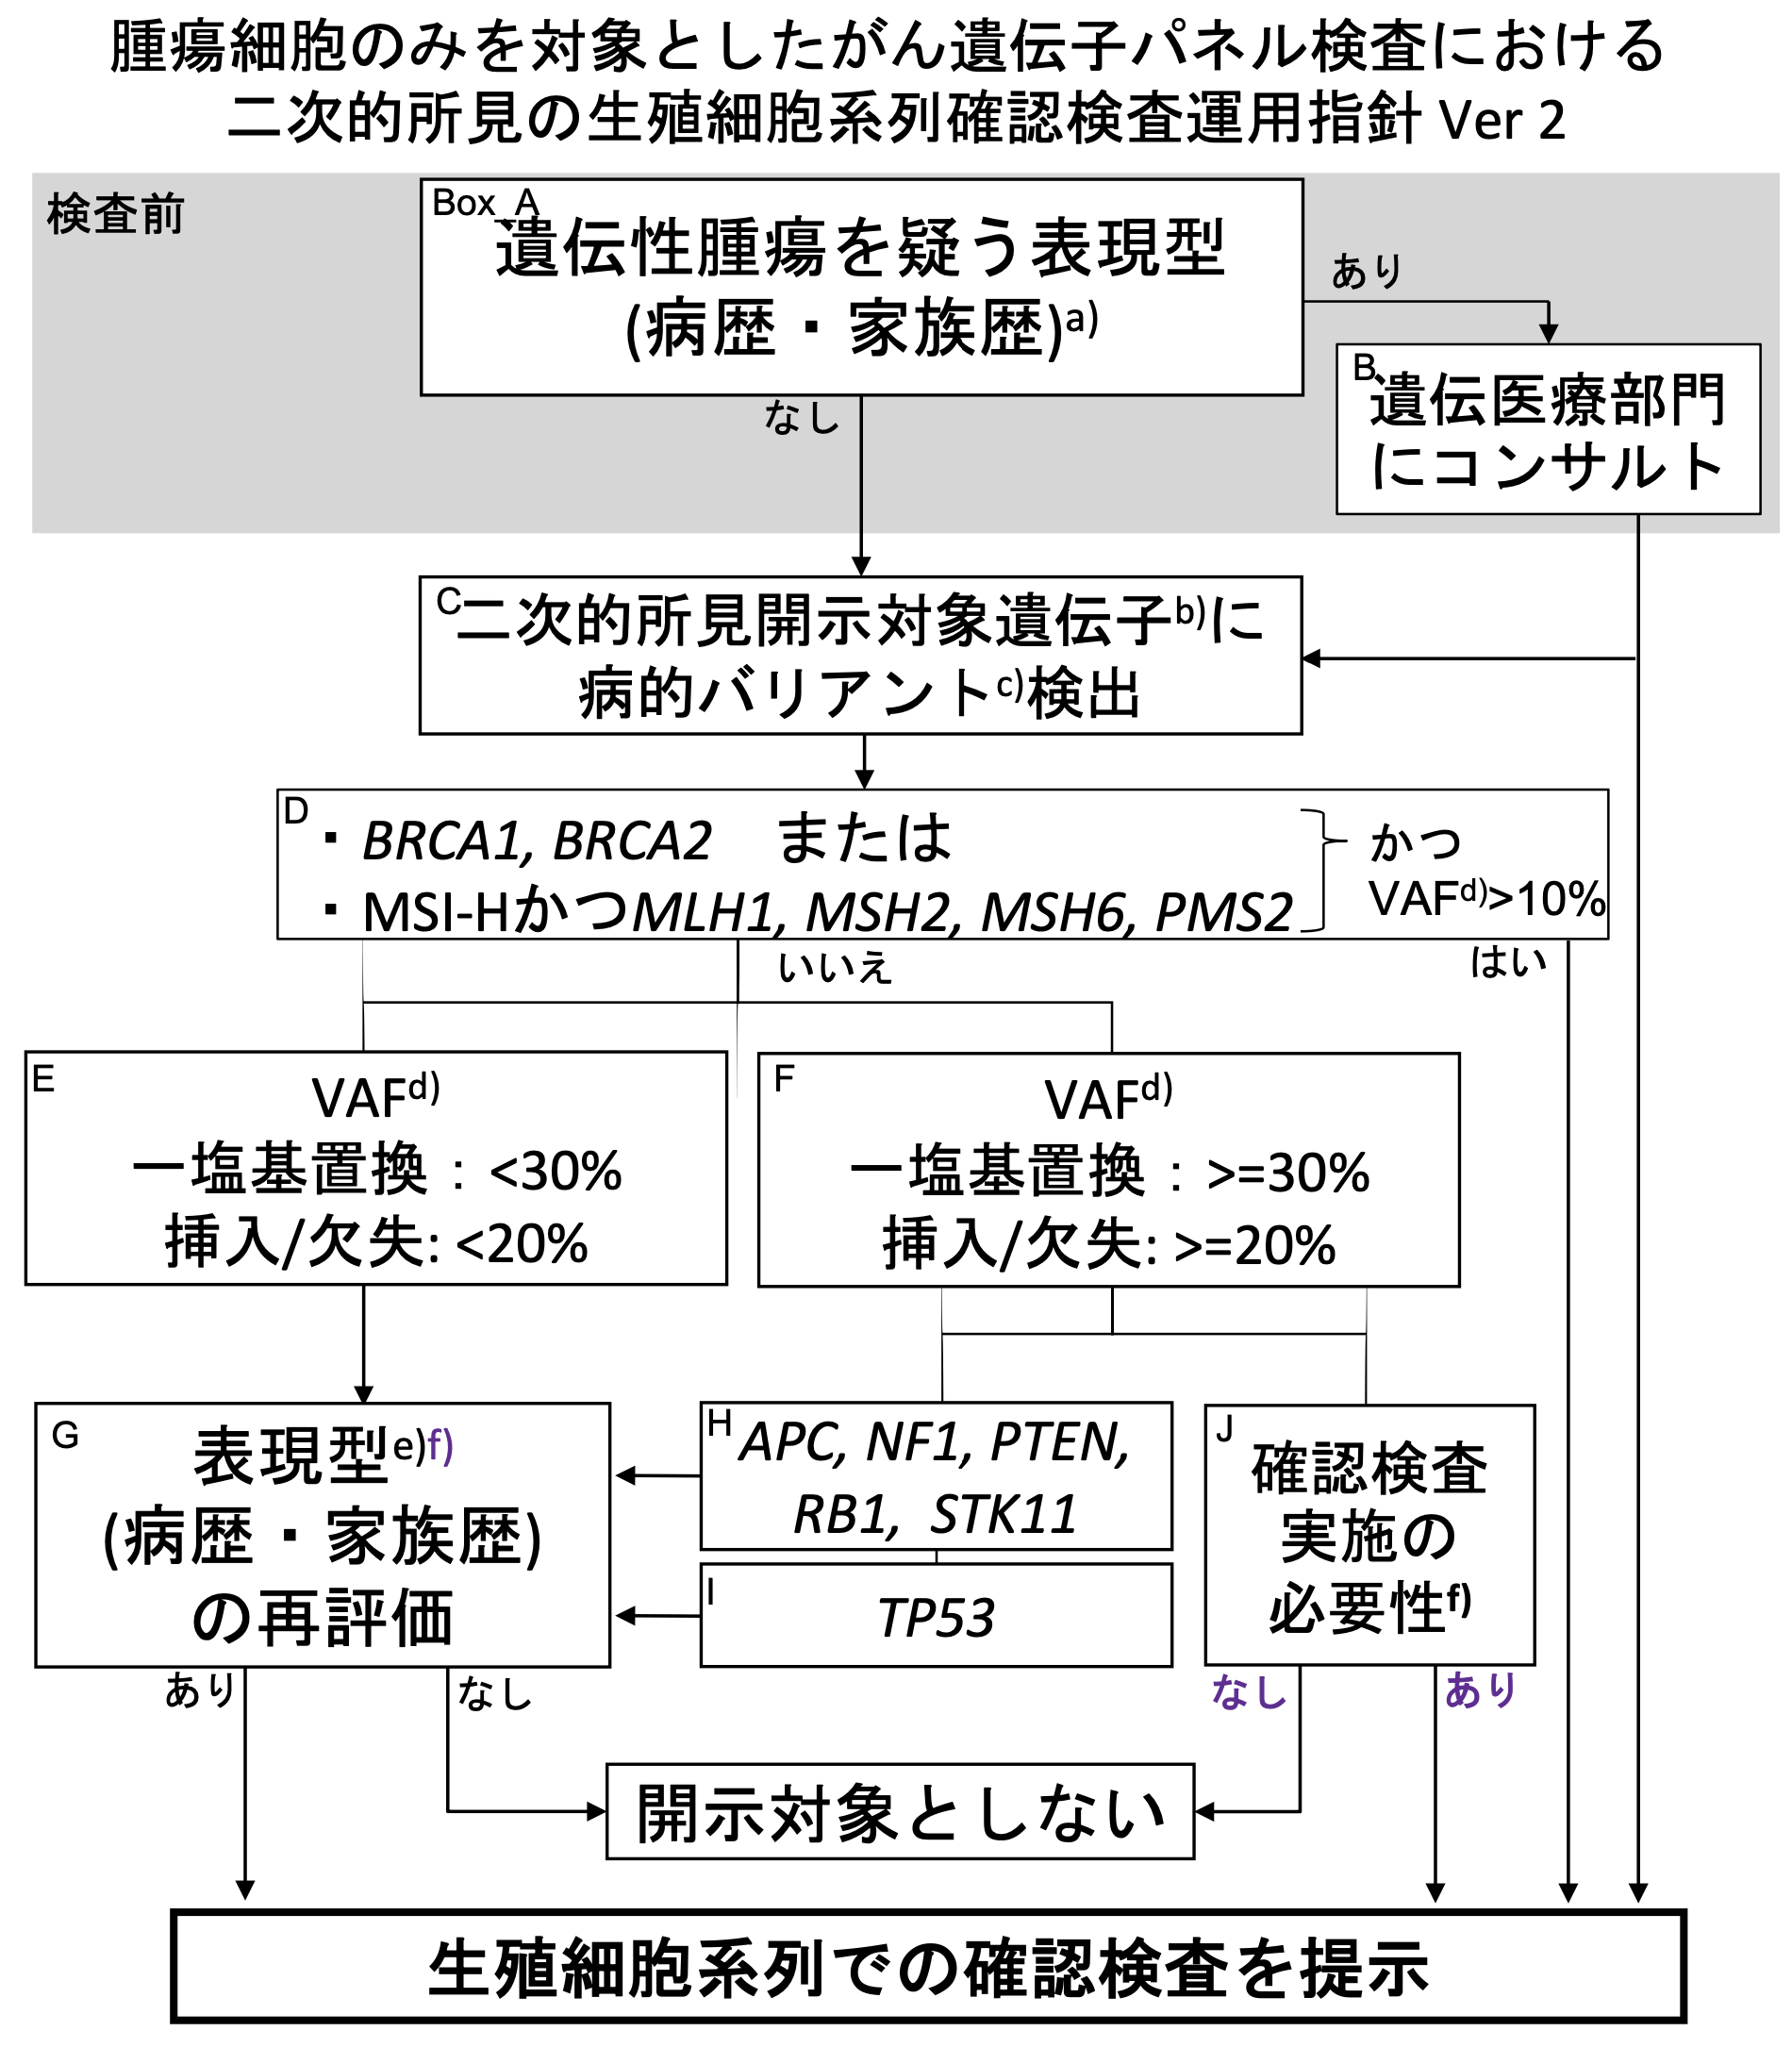 腫瘍細胞のみを対象としたがん遺伝子パネル検査における
二次的所見の生殖細胞系列確認検査運用指針 Ver 2
検査前
Box_A
遺伝性腫瘍を疑う表現型
(病歴・家族歴)a)
あり
なし
B
遺伝医療部門
にコンサルト
C
二次的所見開示対象遺伝子b)に
病的バリアントc)検出
D
・BRCA1, BRCA2 または
・MSI-HかつMLH1, MSH2, MSH6, PMS2
かつ
VAFd)>10%
いいえ
はい
E
VAFd)
一塩基置換：<30%
挿入/欠失: <20%
F
VAFd)
一塩基置換：>=30%
挿入/欠失: >=20%
G
表現型e)f)
(病歴・家族歴)
の再評価
H
APC, NF1, PTEN,
RB1, STK11
I
TP53
J
確認検査
実施の
必要性f)
あり
なし
なし
あり
開示対象としない
生殖細胞系列での確認検査を提示